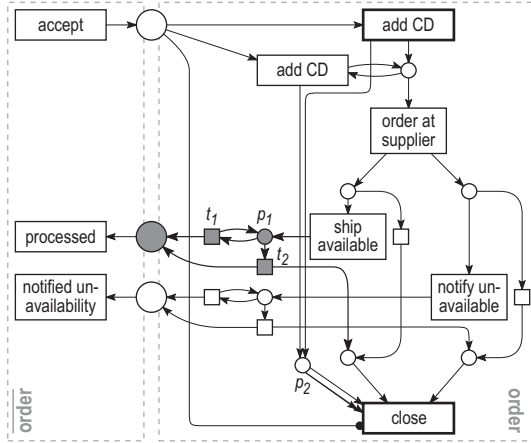 accept
add CD
add CD
order at
supplier
t1
p1
ship
available
processed
t2
notified un-
availability
notify un-
available
p2
close
order
order